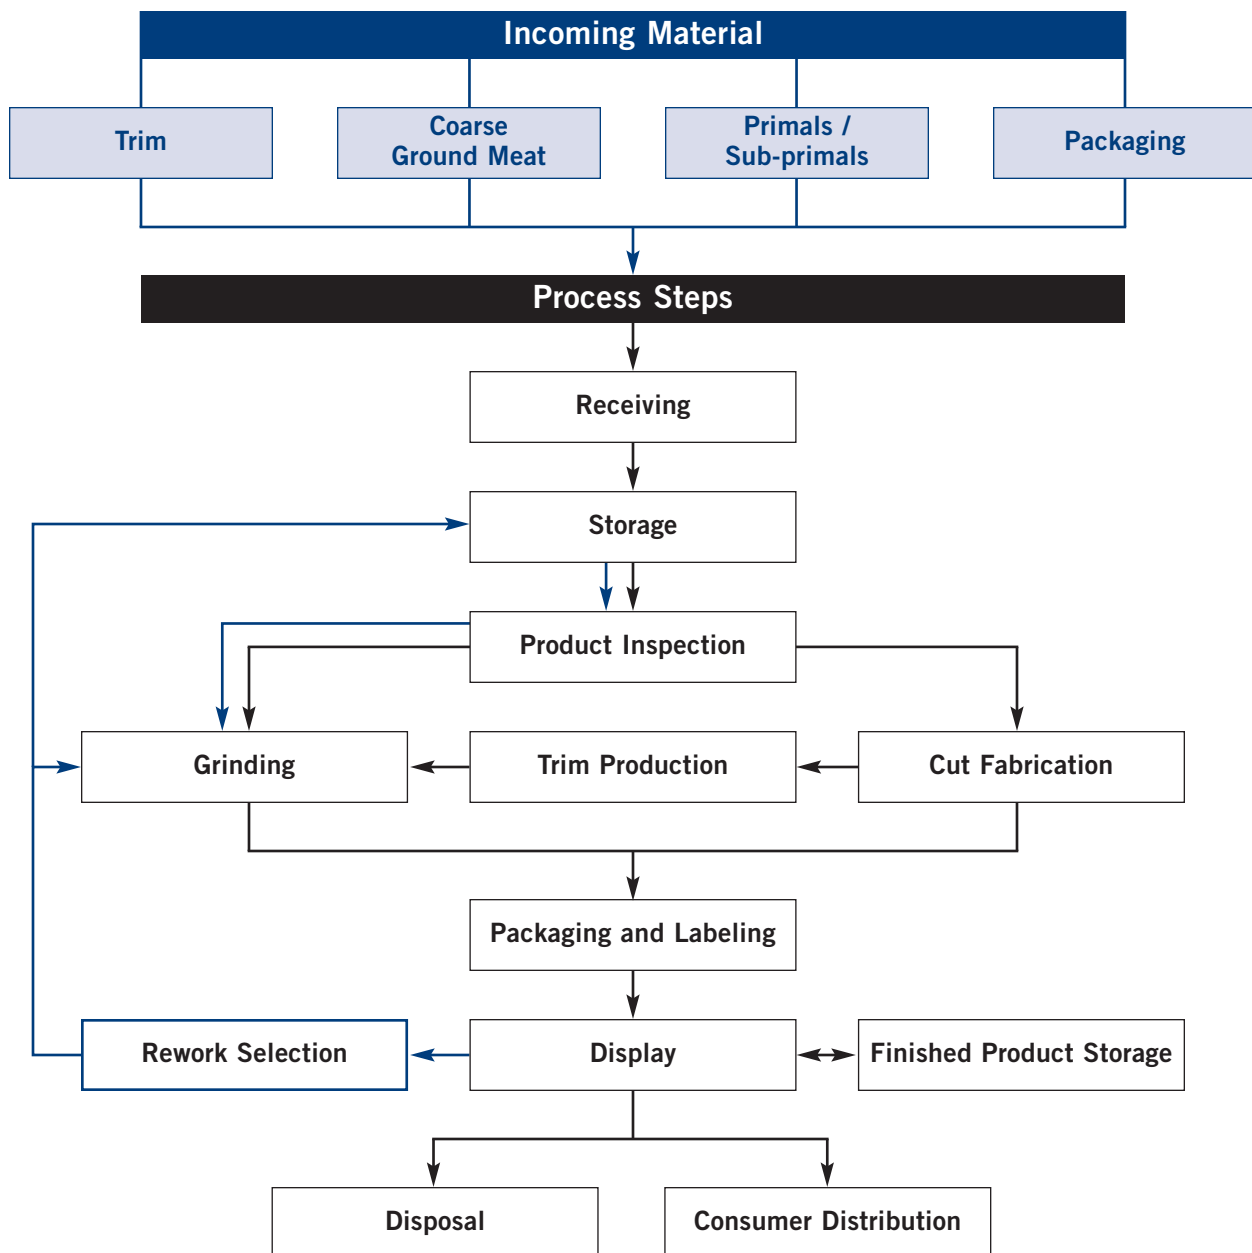 Incoming Material
Trim
Coarse
Ground Meat
Primals /
Sub-primals
Packaging
Process Steps
Receiving
Storage
Product Inspection
Grinding
Trim Production
Cut Fabrication
Packaging and Labeling
Rework Selection
Display
Finished Product Storage
Disposal
Consumer Distribution